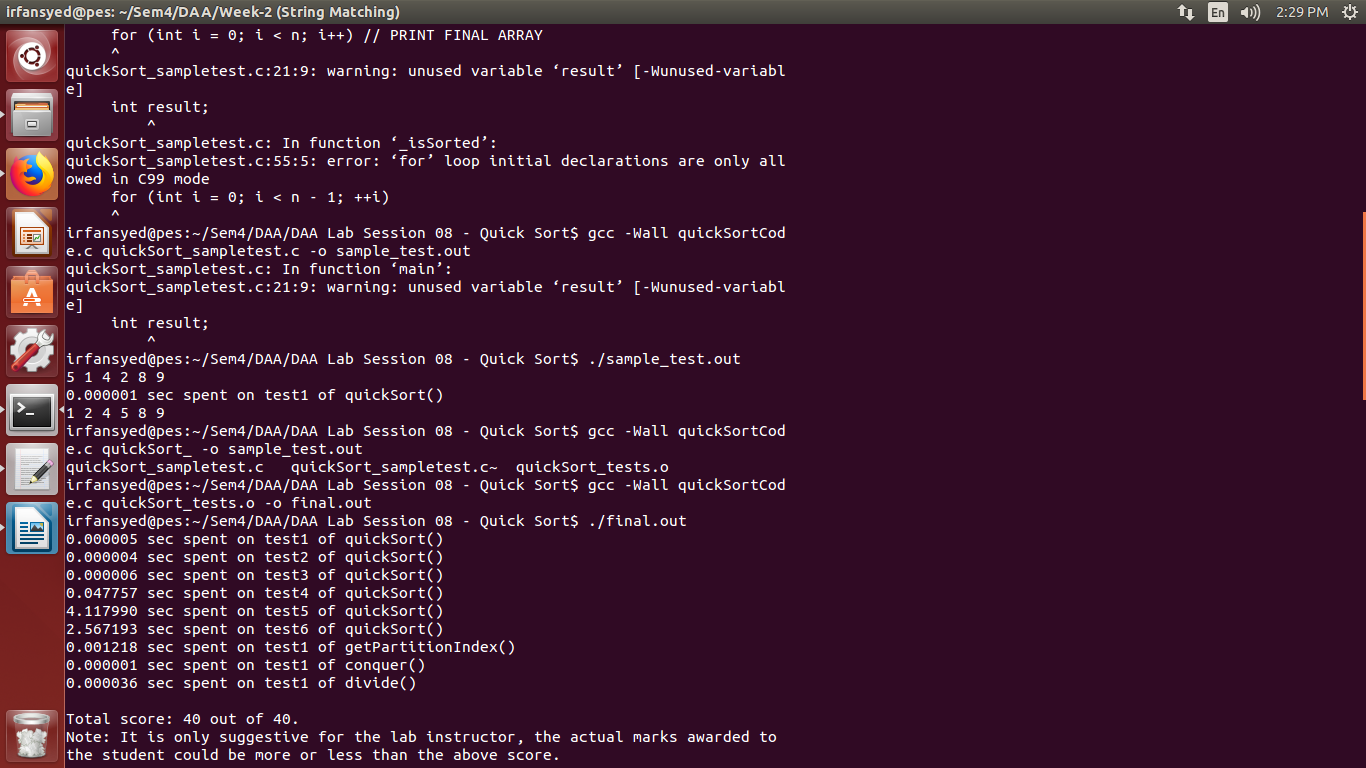 irfansyed@pes: ~/Sem4/DAA/Week-2 (String Matching)
En
2:29 PM
     for (int i = 0; i < n; i++) // PRINT FINAL ARRAY
     ^
quickSort_sampletest.c:21:9: warning: unused variable ‘result’ [-Wunused-variabl
e]
     int result;
         ^
quickSort_sampletest.c: In function ‘_isSorted’:
quickSort_sampletest.c:55:5: error: ‘for’ loop initial declarations are only all
owed in C99 mode
     for (int i = 0; i < n - 1; ++i)
     ^
irfansyed@pes:~/Sem4/DAA/DAA Lab Session 08 - Quick Sort$ gcc -Wall quickSortCod
e.c quickSort_sampletest.c -o sample_test.out
quickSort_sampletest.c: In function ‘main’:
quickSort_sampletest.c:21:9: warning: unused variable ‘result’ [-Wunused-variabl
e]
     int result;
         ^
irfansyed@pes:~/Sem4/DAA/DAA Lab Session 08 - Quick Sort$ ./sample_test.out
5 1 4 2 8 9
0.000001 sec spent on test1 of quickSort()
1 2 4 5 8 9
irfansyed@pes:~/Sem4/DAA/DAA Lab Session 08 - Quick Sort$ gcc -Wall quickSortCod
e.c quickSort_ -o sample_test.out
quickSort_sampletest.c   quickSort_sampletest.c~  quickSort_tests.o
irfansyed@pes:~/Sem4/DAA/DAA Lab Session 08 - Quick Sort$ gcc -Wall quickSortCod
e.c quickSort_tests.o -o final.out
irfansyed@pes:~/Sem4/DAA/DAA Lab Session 08 - Quick Sort$ ./final.out
0.000005 sec spent on test1 of quickSort()
0.000004 sec spent on test2 of quickSort()
0.000006 sec spent on test3 of quickSort()
0.047757 sec spent on test4 of quickSort()
4.117990 sec spent on test5 of quickSort()
2.567193 sec spent on test6 of quickSort()
0.001218 sec spent on test1 of getPartitionIndex()
0.000001 sec spent on test1 of conquer()
0.000036 sec spent on test1 of divide()

Total score: 40 out of 40.
Note: It is only suggestive for the lab instructor, the actual marks awarded to
the student could be more or less than the above score.